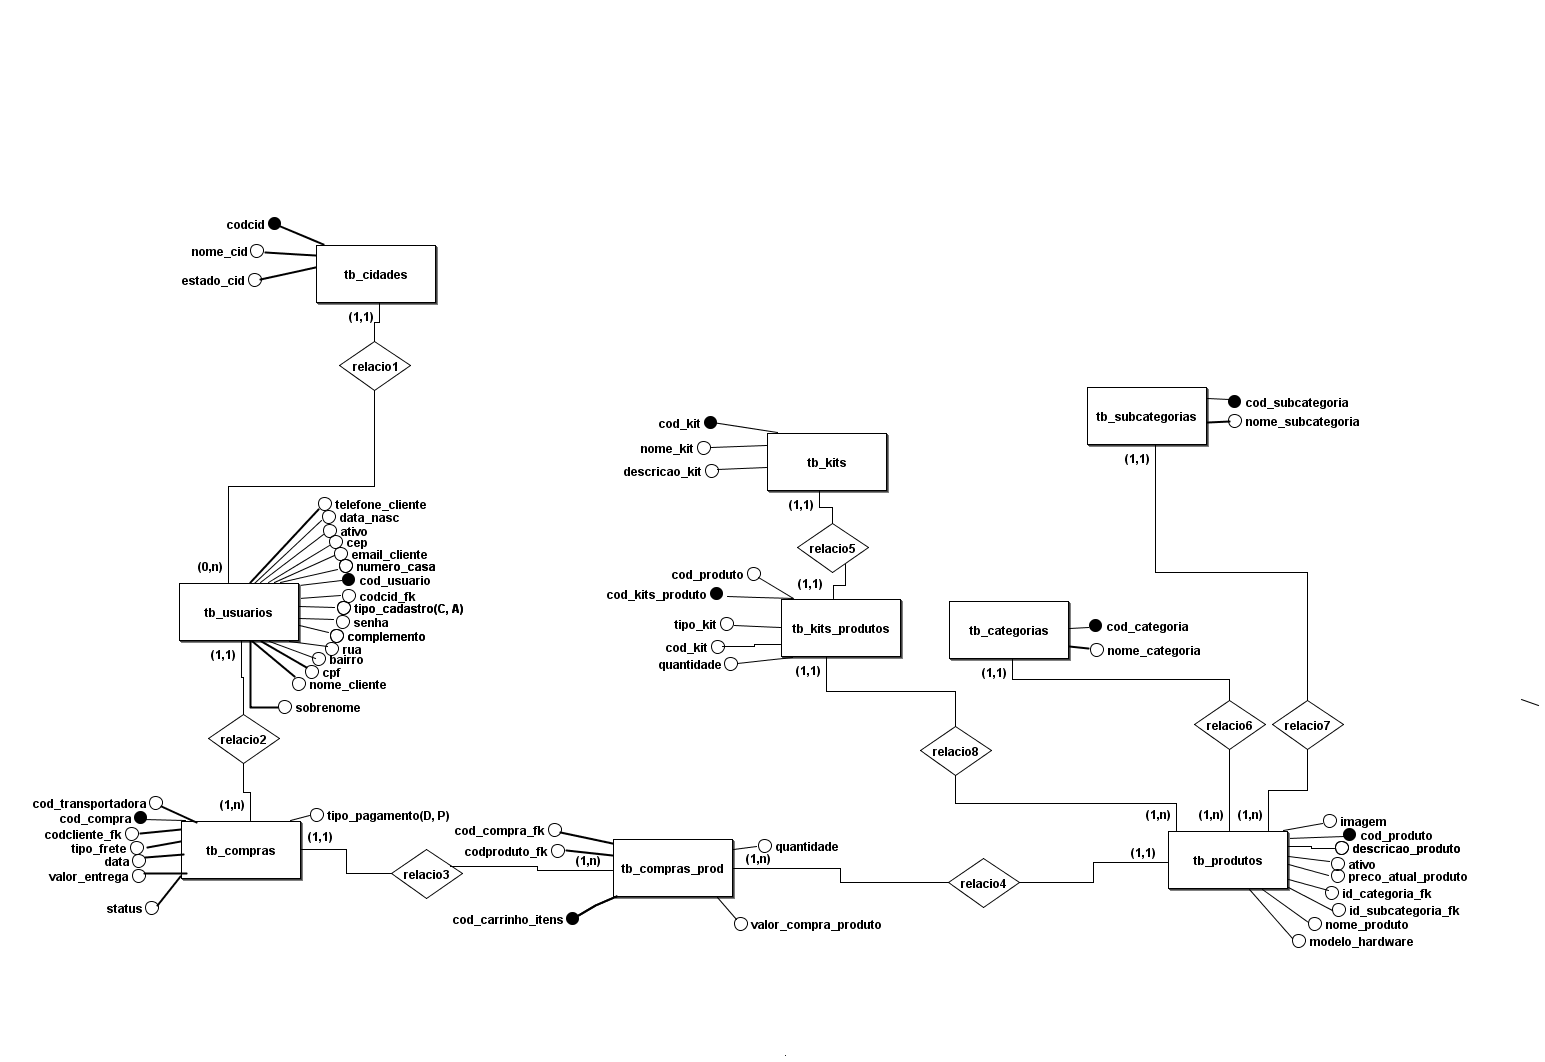 codcid
nome_cid
estado_cid
tb_cidades
(1,1)
relacio1
(0,n)
telefone_cliente
data_nasc
ativo
cep
email_cliente
numero_casa
cod_usuario
codcid_fk
tipo_cadastro(C, A)
senha
complemento
rua
bairro
cpf
nome_cliente
sobrenome
tb_usuarios
(1,1)
relacio2
(1,n)
cod_transportadora
cod_compra
codcliente_fk
tipo_frete
data
valor_entrega
status
tb_compras
tipo_pagamento(D, P)
(1,1)
relacio3
cod_compra_fk
codproduto_fk
(1,n)
tb_compras_prod
cod_carrinho_itens
quantidade
(1,n)
valor_compra_produto
relacio4
(1,1)
cod_kit
nome_kit
descricao_kit
tb_kits
(1,1)
relacio5
(1,1)
cod_produto
cod_kits_produto
tipo_kit
cod_kit
quantidade
tb_kits_produtos
(1,1)
relacio8
(1,n)
tb_categorias
cod_categoria
nome_categoria
(1,1)
relacio6
(1,n)
tb_subcategorias
cod_subcategoria
nome_subcategoria
(1,1)
relacio7
(1,n)
tb_produtos
imagem
cod_produto
descricao_produto
ativo
preco_atual_produto
id_categoria_fk
id_subcategoria_fk
nome_produto
modelo_hardware